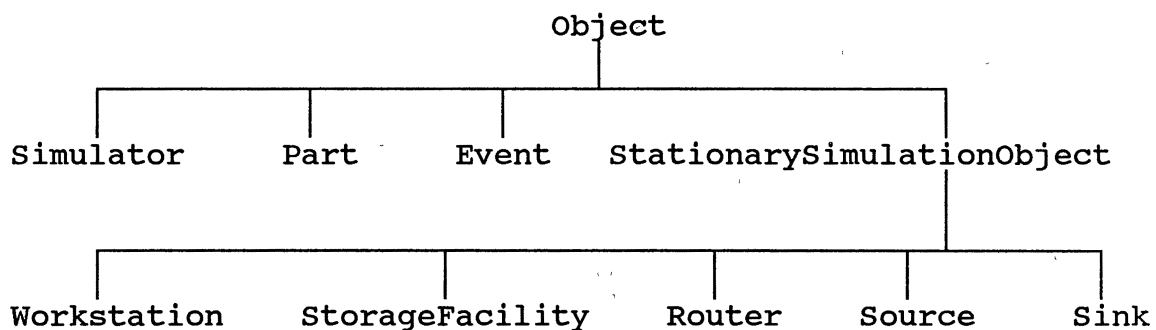 Object
Simulator Part Event StationarySimulationObject
Workstation StorageFacility Router Source Sink